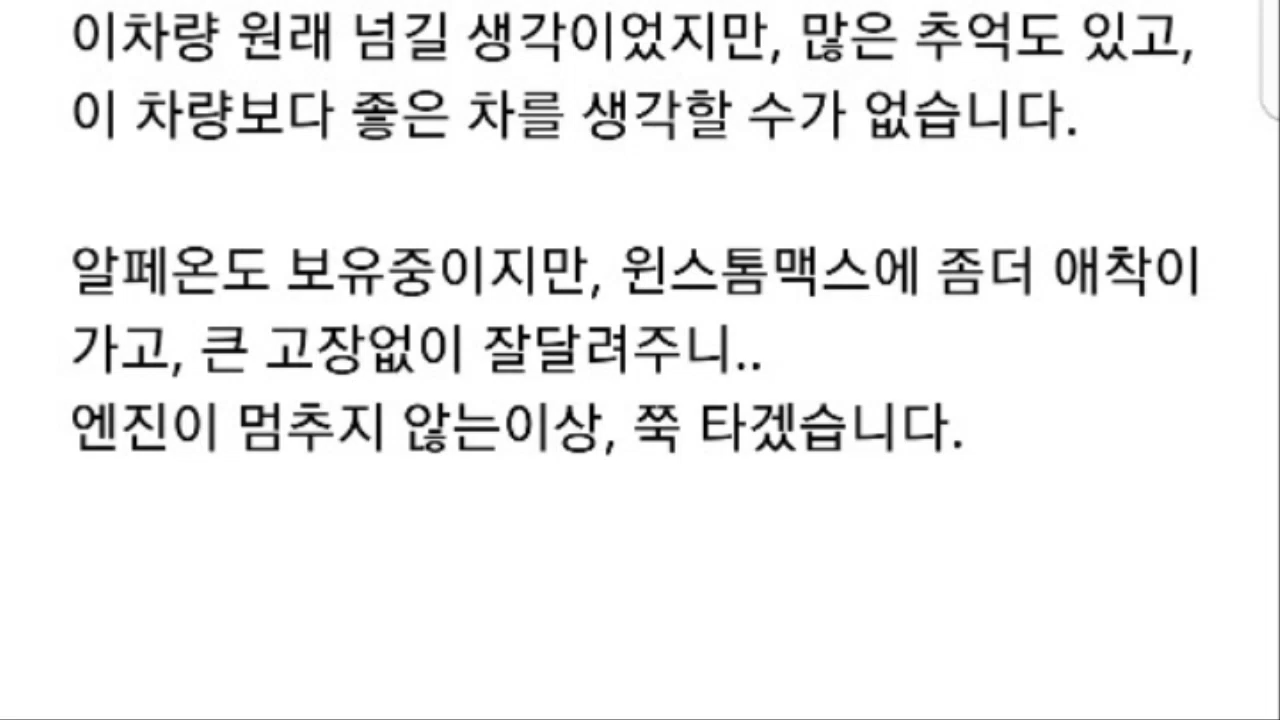 이차량 원래 넘길 생각이었지만, 많은 추억도 있고,
이 차량보다 좋은 차를 생각할 수가 없습니다.
알페온도 보유중이지만, 윈스톰맥스에 좀더 애착이
가고, 큰 고장없이 잘달려주니..
엔진이 멈추지 않는이상, 쭉 타겠습니다.